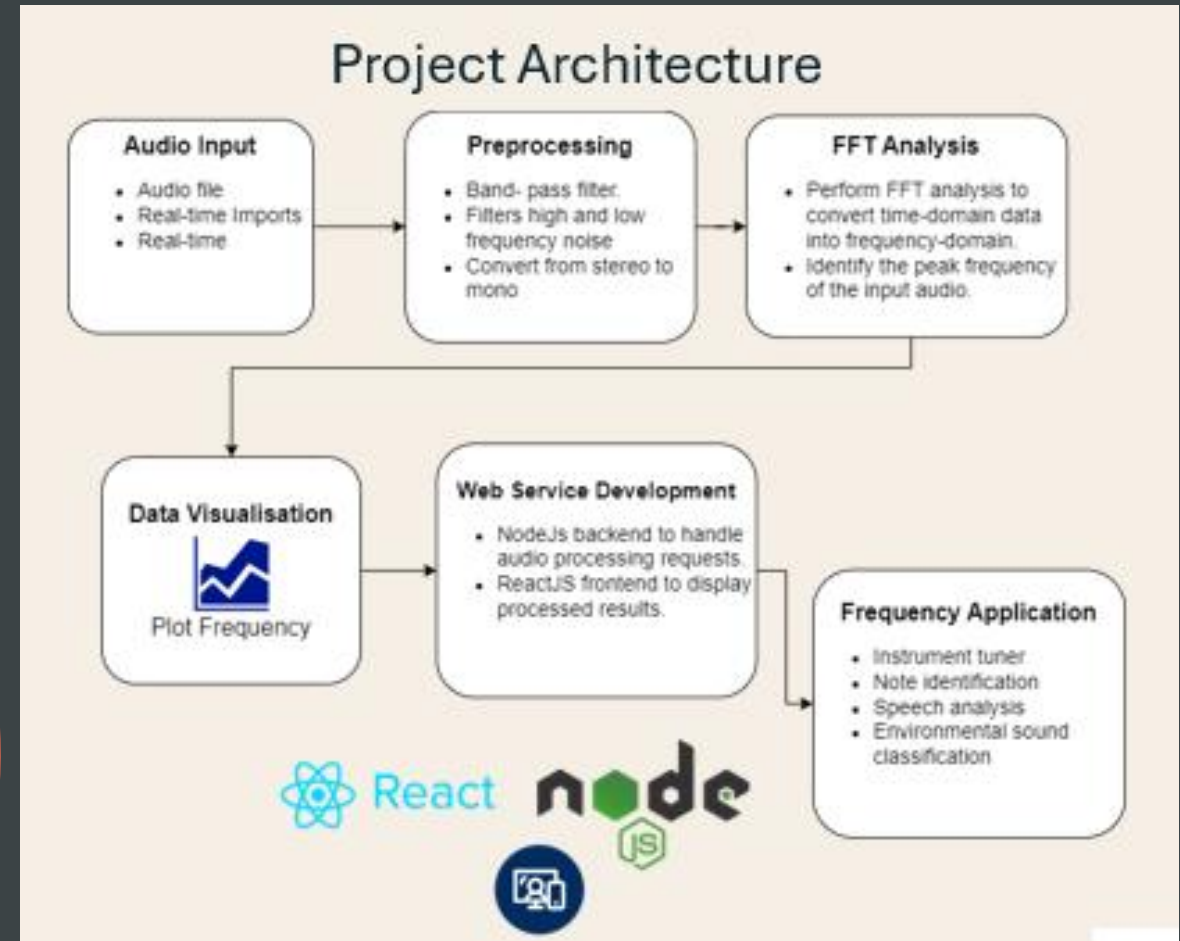 Project Architecture
Audio Input
• Audio file
• Real-time Imports
• Real-time
Preprocessing
• Band- pass filter.
• Filters high and low
frequency noise
• Convert from stereo to
mono
FFT Analysis
• Perform FFT analysis to
convert time-domain data
into frequency-domain.
• Identify the peak frequency
of the input audio.
Data Visualisation
Plot Frequency
Web Service Development
• NodeJs backend to handle
audio processing requests.
• ReactJS frontend to display
processed results.
Frequency Application
• Instrument tuner
• Note identification
• Speech analysis
• Environmental sound
classification
React
node
JS